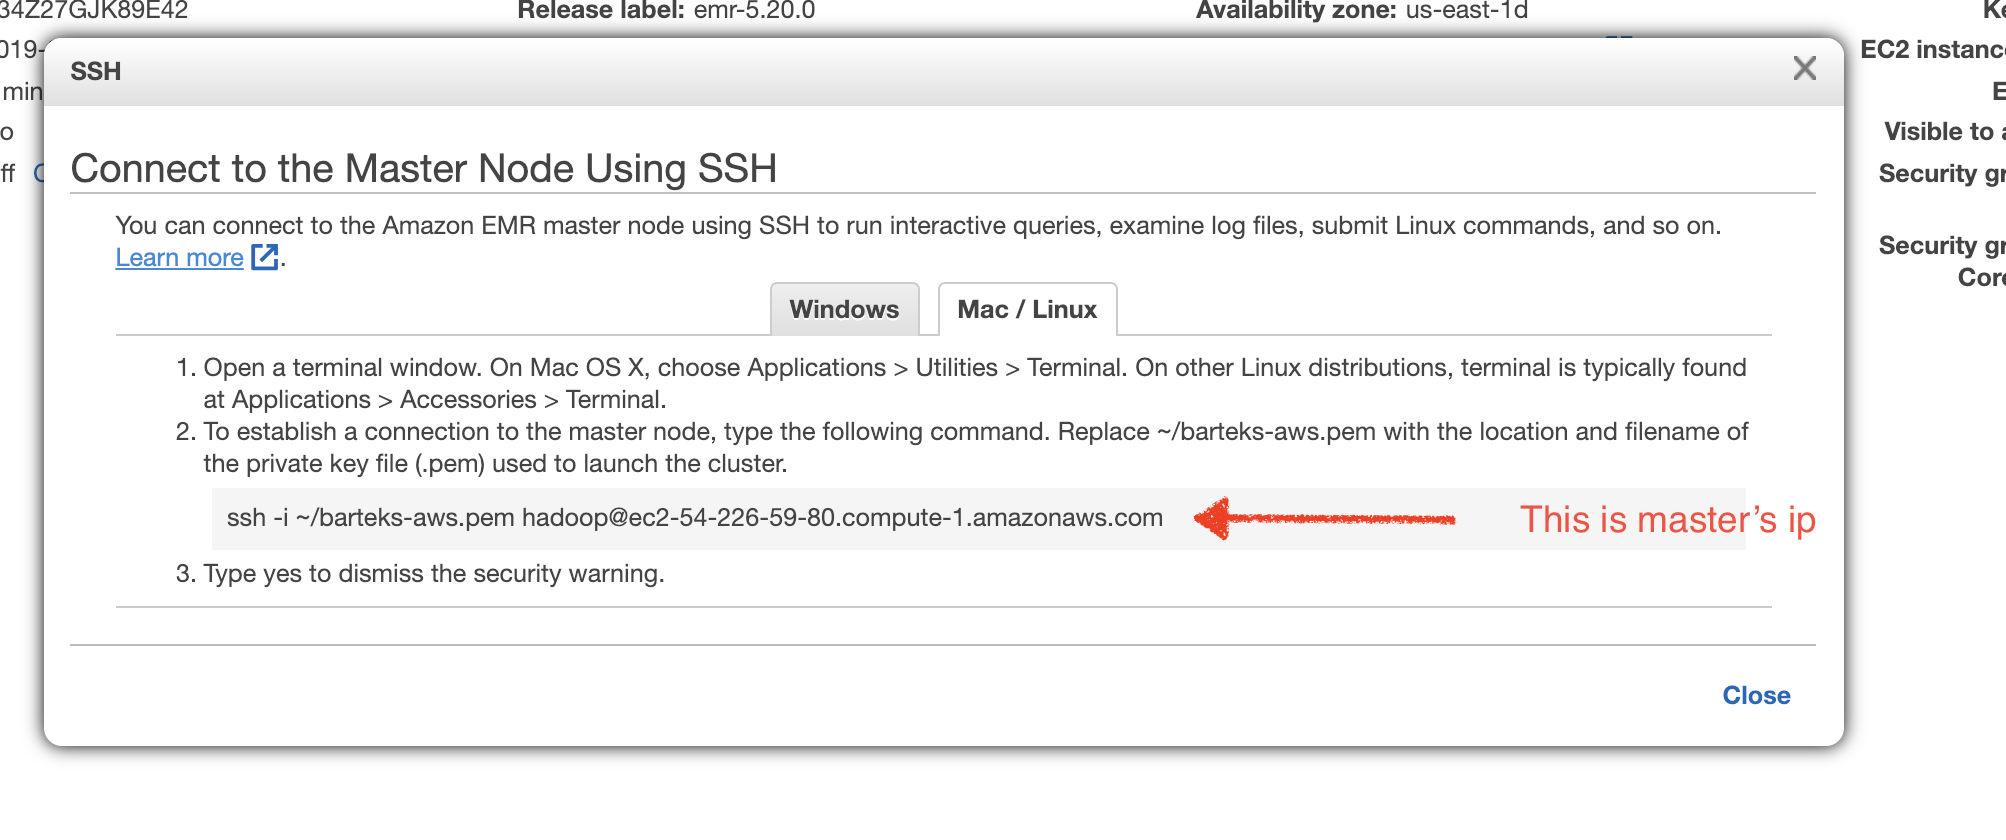 34Z27GJK89E42 Release label: emr-5.20.0 Availability zone: us-east-1d
019- EC2 instanc
min
SSH
o Visible to
ff Security gr
Connect to the Master Node Using SSH
You can connect to the Amazon EMR master node using SSH to run interactive queries, examine log files, submit Linux commands, and so on.
Learn more .
Security gr
Core
Windows Mac / Linux
1. Open a terminal window. On Mac OS X, choose Applications > Utilities > Terminal. On other Linux distributions, terminal is typically found
at Applications > Accessories > Terminal.
2. To establish a connection to the master node, type the following command. Replace ~/barteks-aws.pem with the location and filename of
the private key file (.pem) used to launch the cluster.
ssh -i ~/barteks-aws.pem hadoop@ec2-54-226-59-80.compute-1.amazonaws.com This is master's ip
3. Type yes to dismiss the security warning.
Close